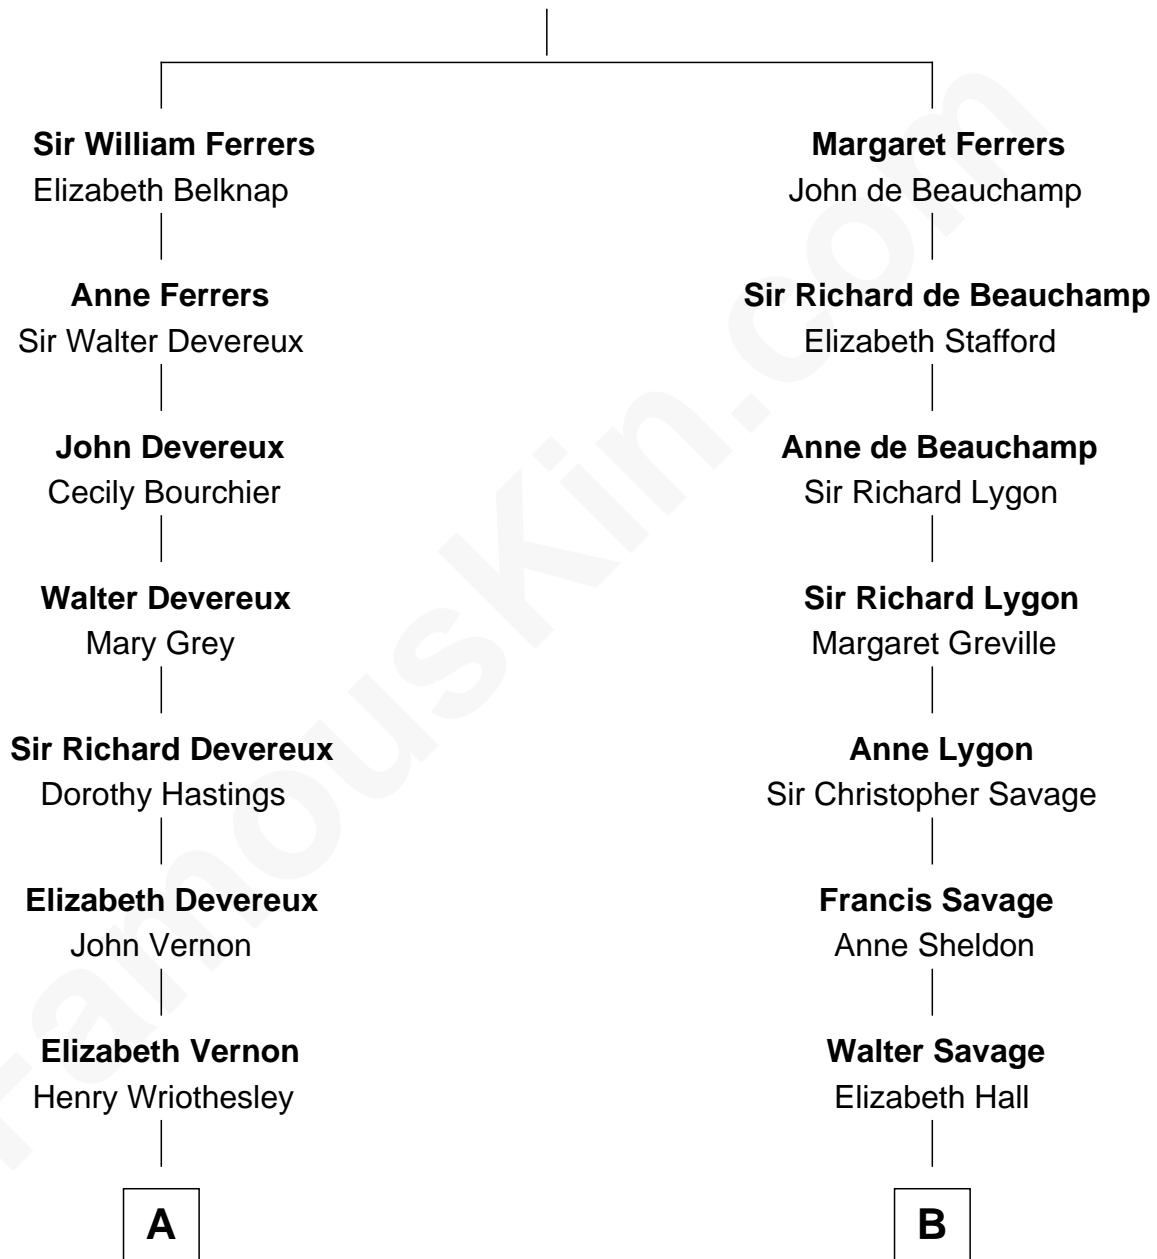 Sir William Ferrers
Elizabeth Belknap
Anne Ferrers
Sir Walter Devereux
John Devereux
Cecily Bourchier
Walter Devereux
Mary Grey
Sir Richard Devereux
Dorothy Hastings
Elizabeth Devereux
John Vernon
Elizabeth Vernon
Henry Wriothesley
A
Margaret Ferrers
John de Beauchamp
Sir Richard de Beauchamp
Elizabeth Stafford
Anne de Beauchamp
Sir Richard Lygon
Sir Richard Lygon
Margaret Greville
Anne Lygon
Sir Christopher Savage
Francis Savage
Anne Sheldon
Walter Savage
Elizabeth Hall
B
FamousKin.com